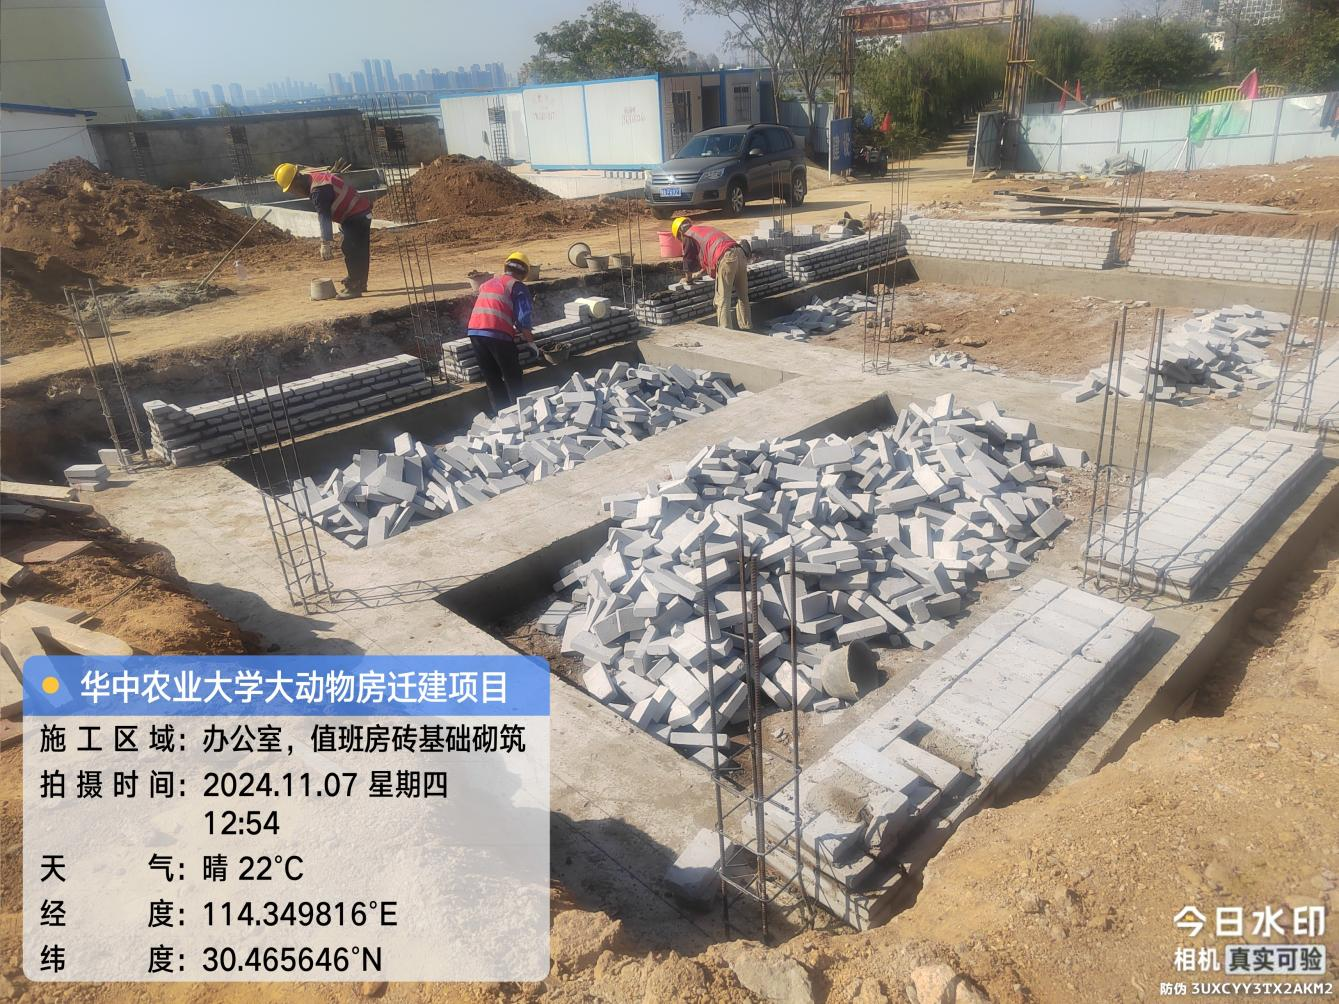 华中农业大学大动物房迁建项目
施工区域：办公室，值班房砖基础砌筑
拍摄时间：2024.11.07 星期四
12:54
天气：晴 22℃
经度：114.349816°E
纬度：30.465646°N
今日水印
相机 真实可验
防伪 3UXCYY3TX2AKM2